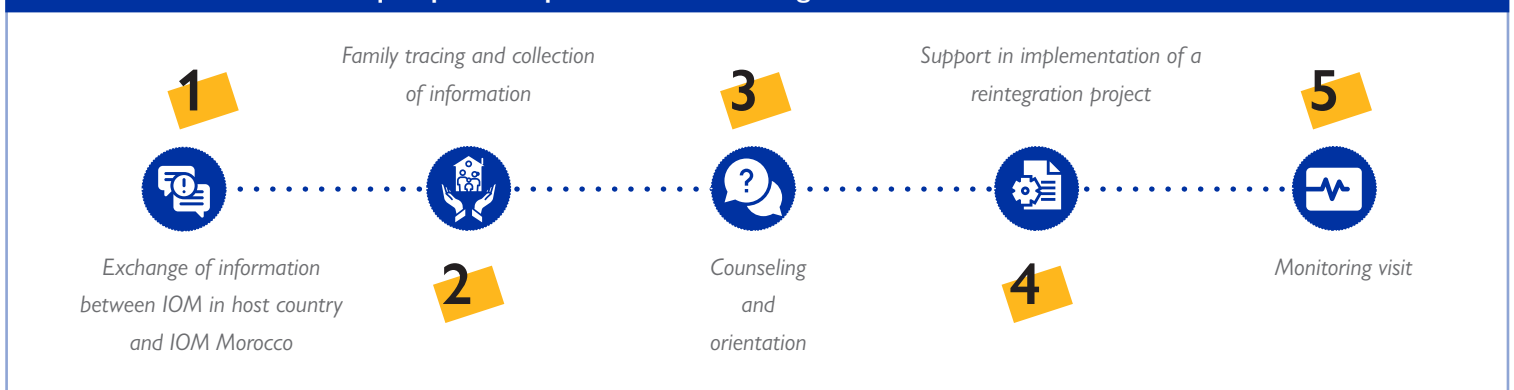 1
Exchange of information
between IOM in host country
and IOM Morocco
Family tracing and collection
of information
2
3
?
Counseling
and
orientation
Support in implementation of a
reintegration project
4
5
Monitoring visit